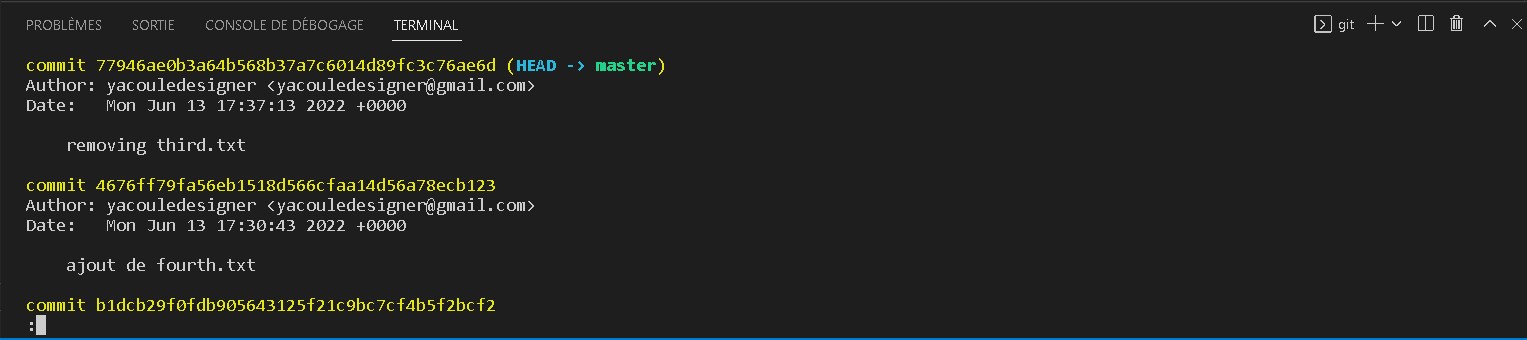 PROBLÈMES SORTIE CONSOLE DE DÉBOGAGE TERMINAL git
commit 77946ae0b3a64b568b37a7c6014d89fc3c76ae6d (HEAD -> master)
Author: yacouledesigner <yacouledesigner@gmail.com>
Date:   Mon Jun 13 17:37:13 2022 +0000
removing third.txt
commit 4676ff79fa56eb1518d566cfaa14d56a78ecb123
Author: yacouledesigner <yacouledesigner@gmail.com>
Date:   Mon Jun 13 17:30:43 2022 +0000
ajout de fourth.txt
commit b1dcb29f0fdb905643125f21c9bc7cf4b5f2bcf2
: